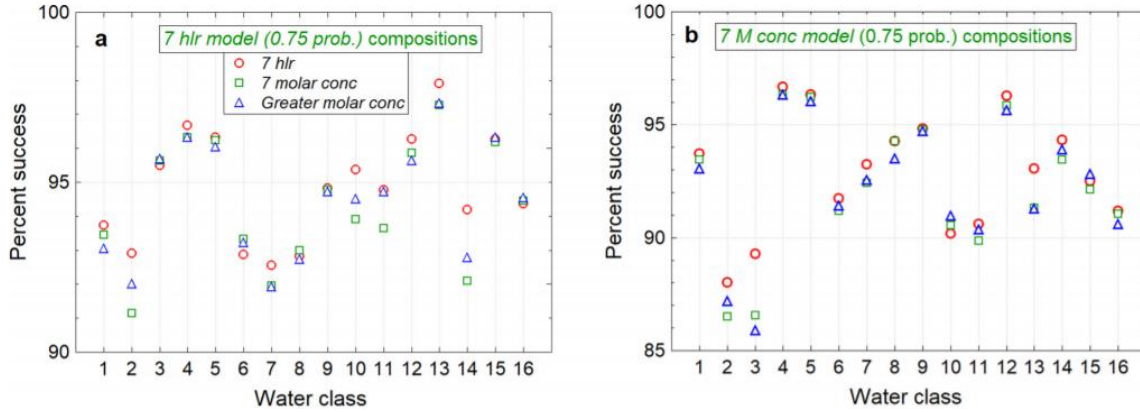 a
7 hlr model (0.75 prob.) compositions
7 hlr
7 molar conc
Greater molar conc
100
95
90
Percent success
1 2 3 4 5 6 7 8 9 10 11 12 13 14 15 16
Water class
b
7 M conc model (0.75 prob.) compositions
100
95
90
85
Percent success
1 2 3 4 5 6 7 8 9 10 11 12 13 14 15 16
Water class